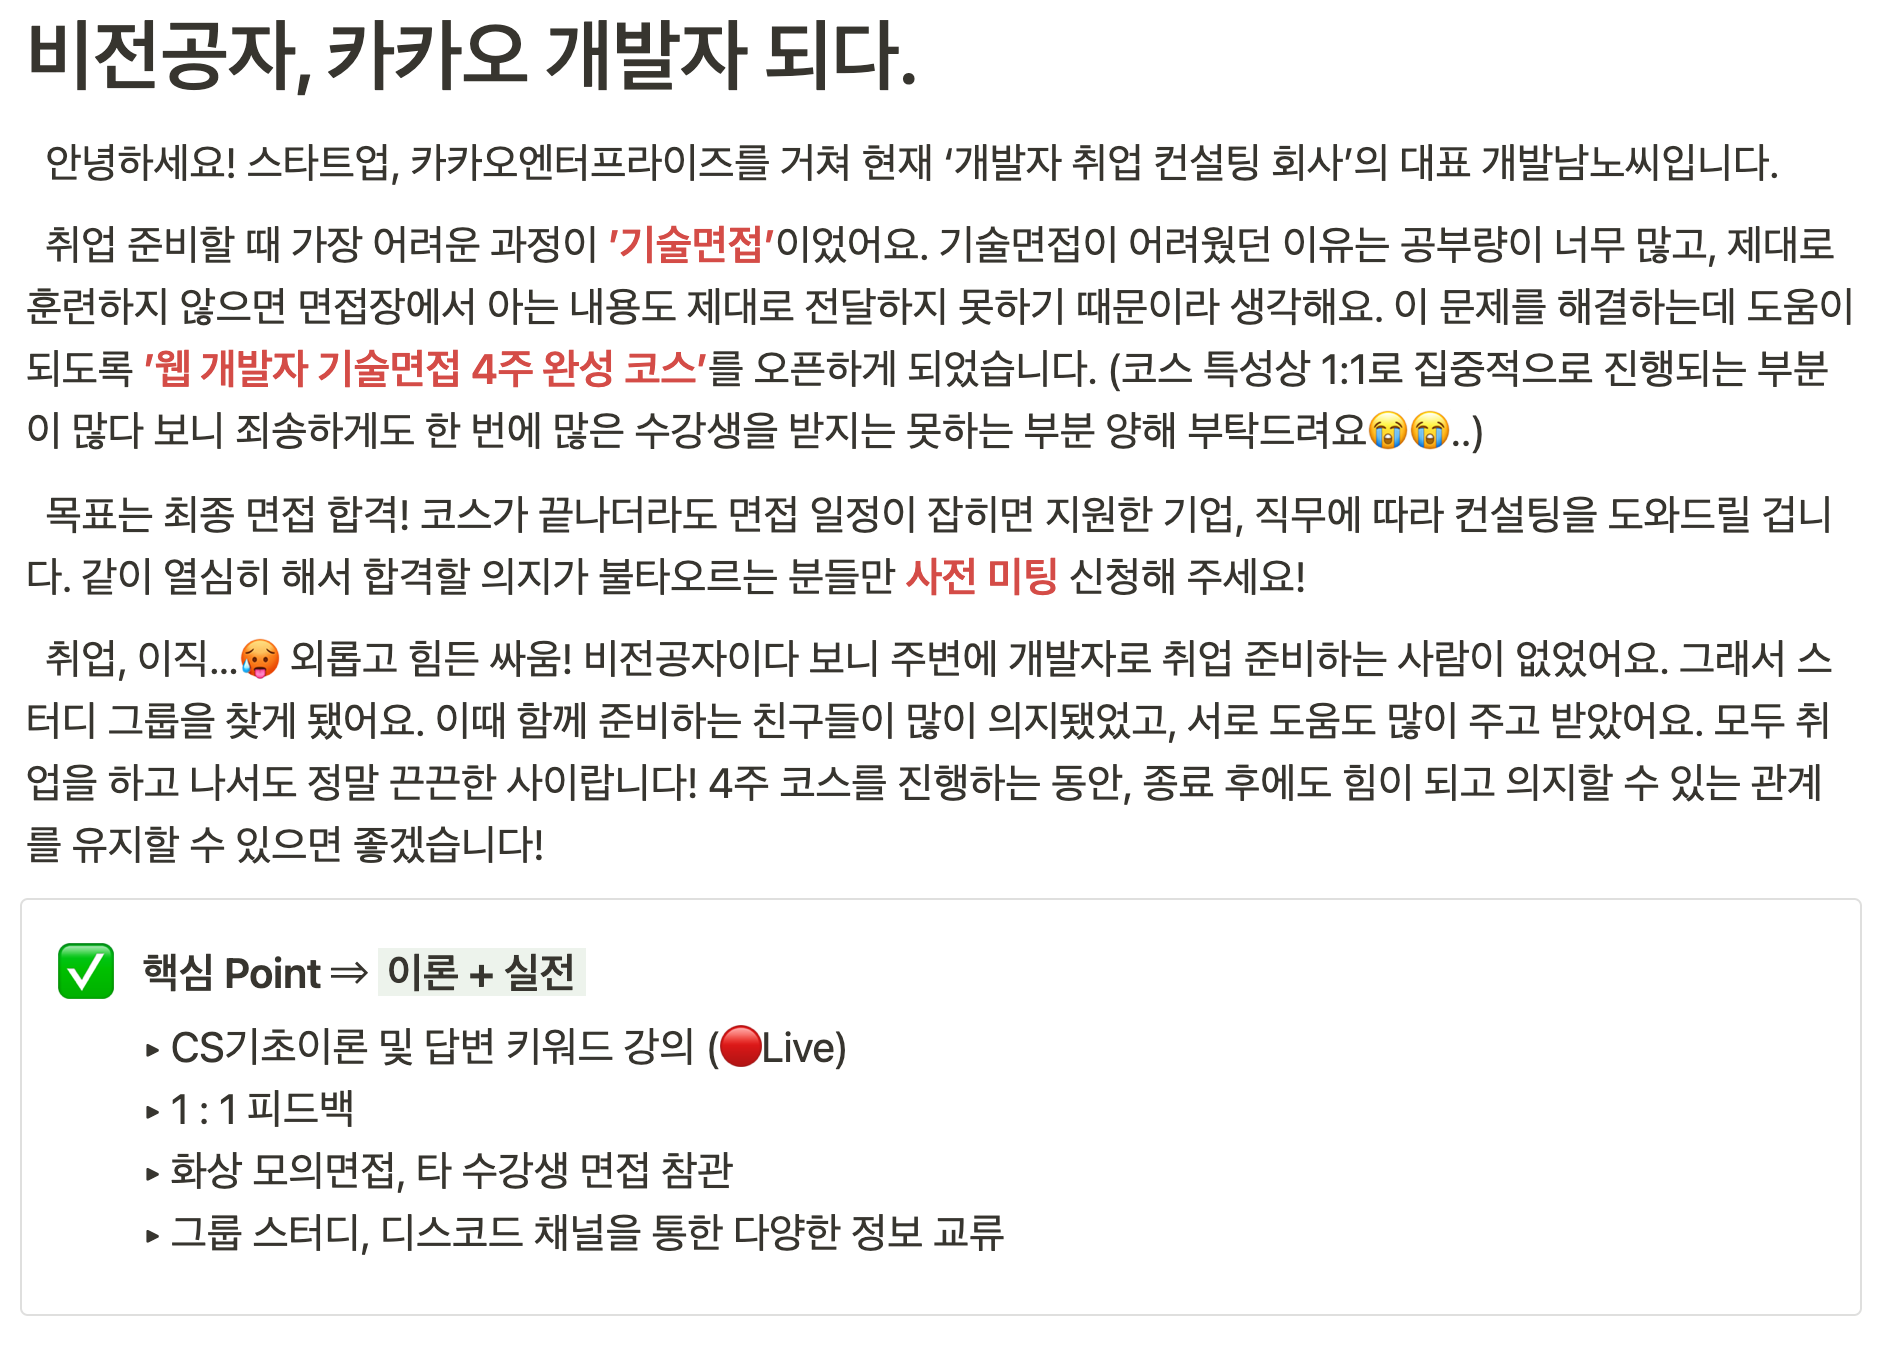 비전공자, 카카오 개발자 되다.
안녕하세요! 스타트업, 카카오엔터프라이즈를 거쳐 현재 ‘개발자 취업 컨설팅 회사’의 대표 개발남노씨입니다.
취업 준비할 때 가장 어려운 과정이 ’기술면접’이었어요. 기술면접이 어려웠던 이유는 공부량이 너무 많고, 제대로
훈련하지 않으면 면접장에서 아는 내용도 제대로 전달하지 못하기 때문이라 생각해요. 이 문제를 해결하는데 도움이
되도록 ’웹 개발자 기술면접 4주 완성 코스’를 오픈하게 되었습니다. (코스 특성상 1:1로 집중적으로 진행되는 부분
이 많다 보니 죄송하게도 한 번에 많은 수강생을 받지는 못하는 부분 양해 부탁드려요😭😭..)
목표는 최종 면접 합격! 코스가 끝나더라도 면접 일정이 잡히면 지원한 기업, 직무에 따라 컨설팅을 도와드릴 겁니
다. 같이 열심히 해서 합격할 의지가 불타오르는 분들만 사전 미팅 신청해 주세요!
취업, 이직...🥵 외롭고 힘든 싸움! 비전공자이다 보니 주변에 개발자로 취업 준비하는 사람이 없었어요. 그래서 스
터디 그룹을 찾게 됐어요. 이때 함께 준비하는 친구들이 많이 의지됐었고, 서로 도움도 많이 주고 받았어요. 모두 취
업을 하고 나서도 정말 끈끈한 사이랍니다! 4주 코스를 진행하는 동안, 종료 후에도 힘이 되고 의지할 수 있는 관계
를 유지할 수 있으면 좋겠습니다!
✅ 핵심 Point ⇒ 이론 + 실전
▸ CS기초이론 및 답변 키워드 강의 (🔴Live)
▸ 1 : 1 피드백
▸ 화상 모의면접, 타 수강생 면접 참관
▸ 그룹 스터디, 디스코드 채널을 통한 다양한 정보 교류